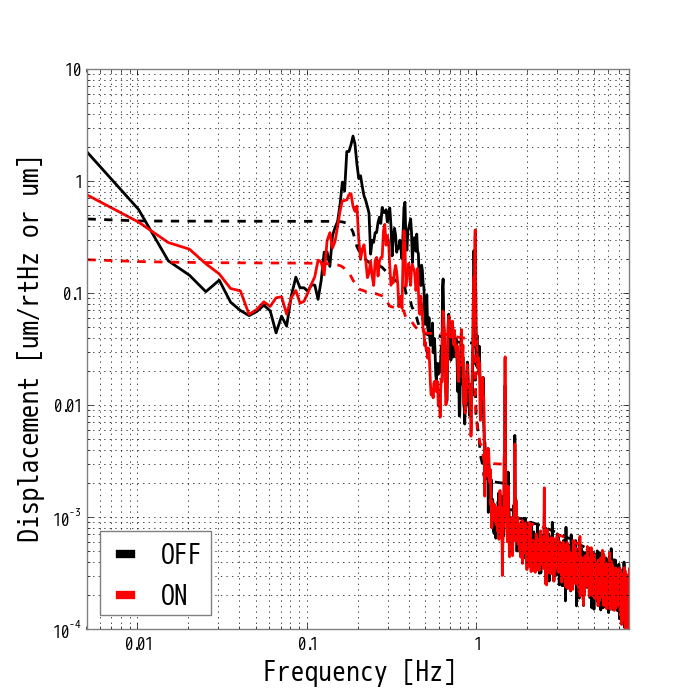 10
1
0.1
0.01
10-3
10-4
0.01 0.1 1
Displacement [um/rtHz or um]
Frequency [Hz]
OFF
ON